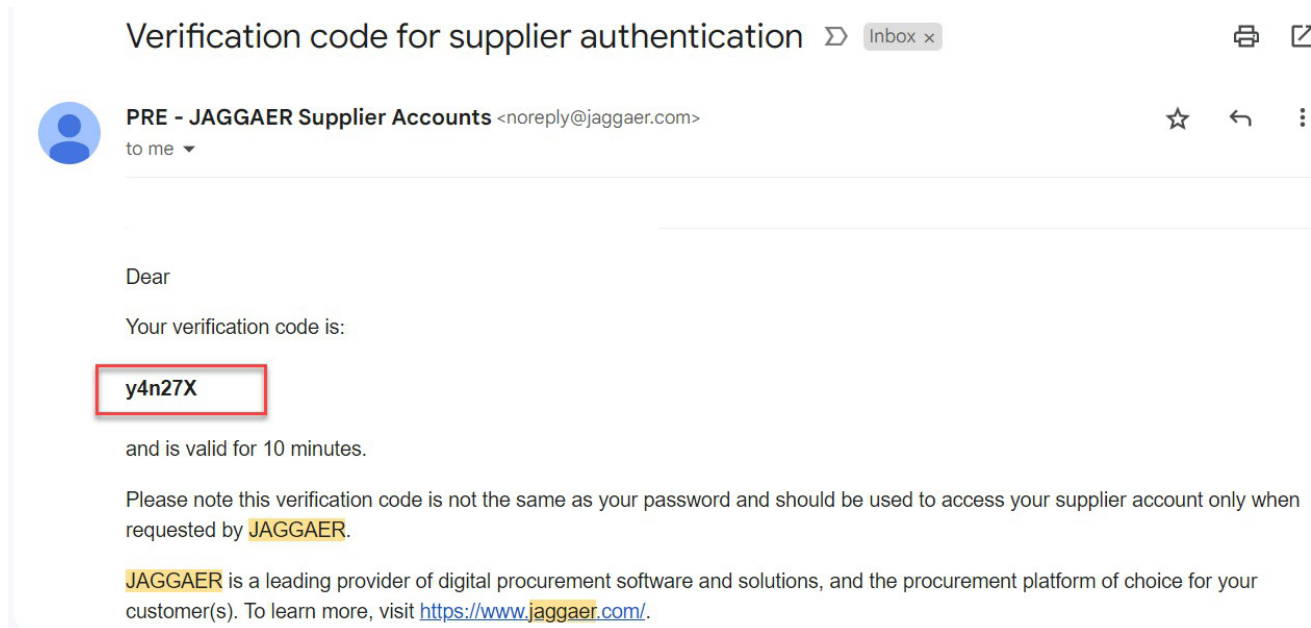 Verification code for supplier authentication Inbox ×
PRE - JAGGAER Supplier Accounts <noreply@jaggaer.com>
to me
Dear
Your verification code is:
y4n27X
and is valid for 10 minutes.
Please note this verification code is not the same as your password and should be used to access your supplier account only when
requested by JAGGAER.
JAGGAER is a leading provider of digital procurement software and solutions, and the procurement platform of choice for your
customer(s). To learn more, visit https://www.jaggaer.com/.